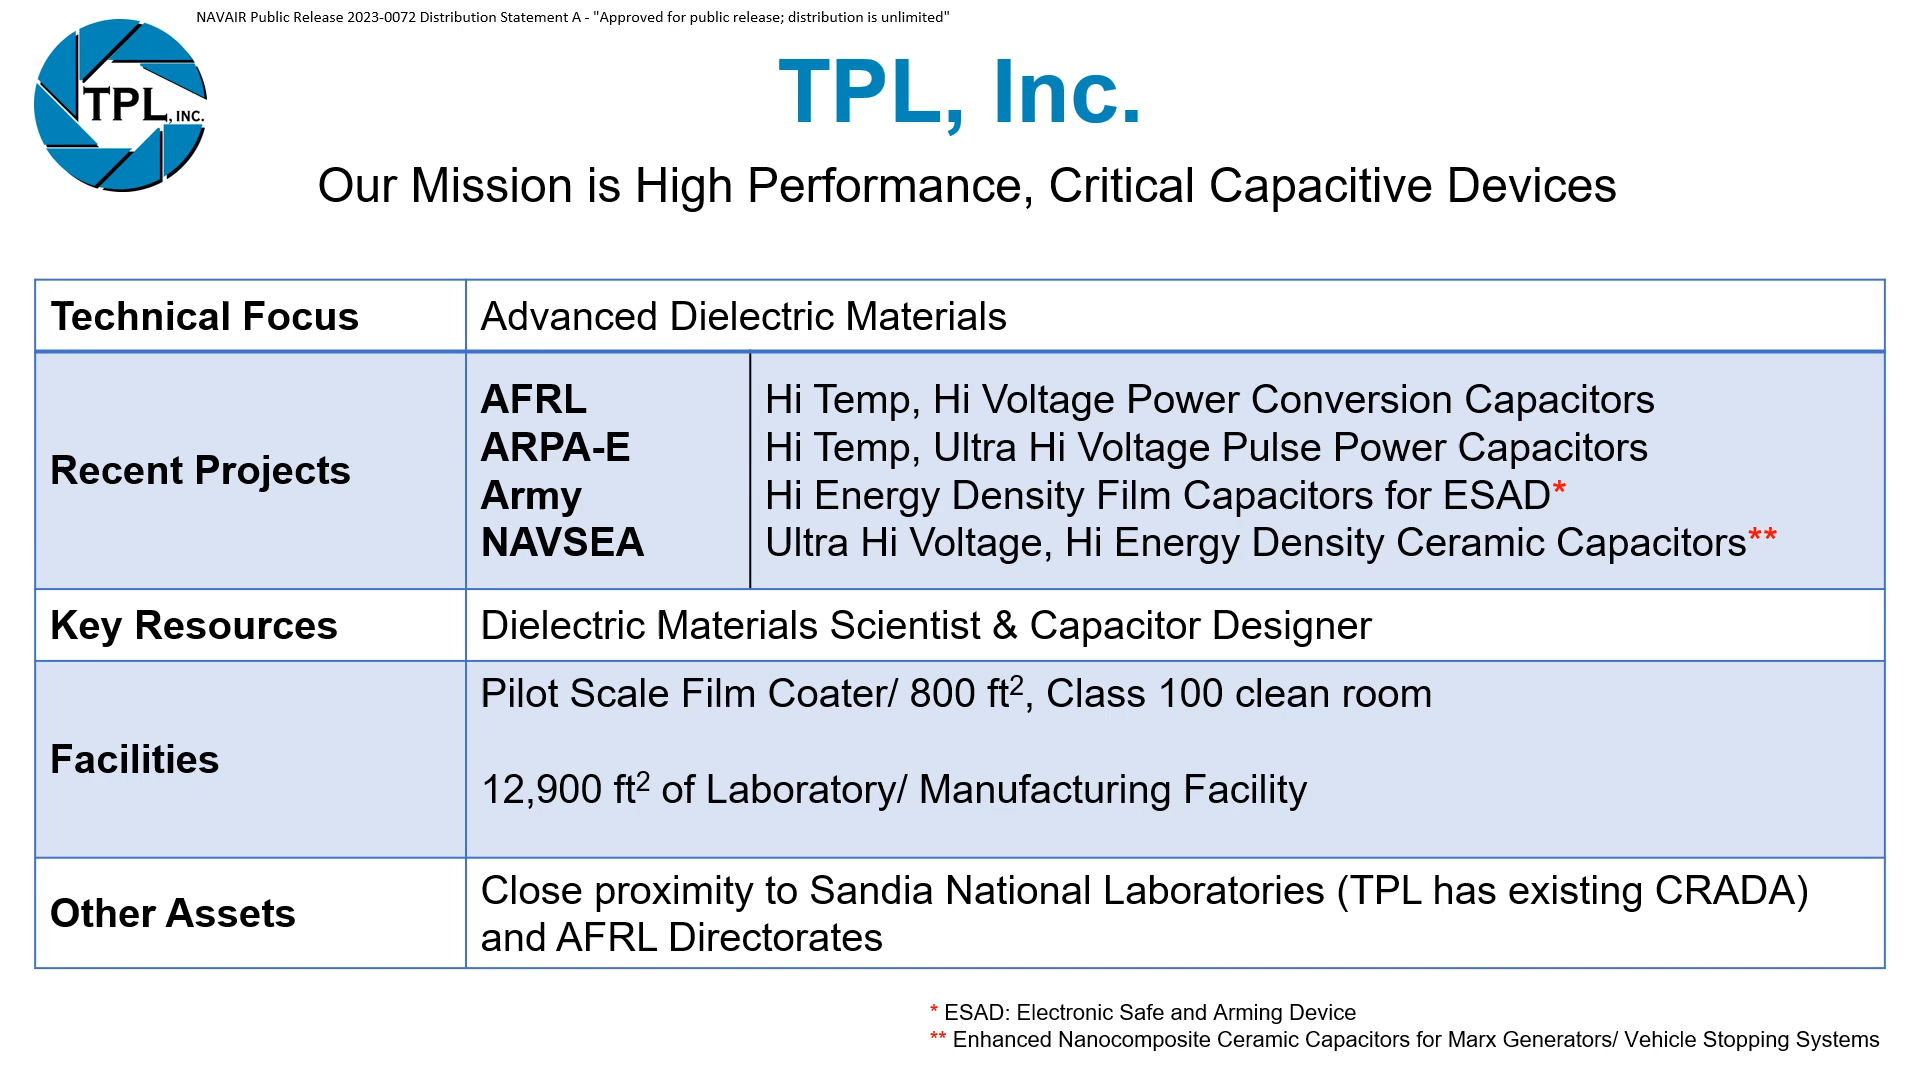 NAVAIR Public Release 2023-0072 Distribution Statement A - "Approved for public release; distribution is unlimited"
TPL, INC.
TPL, Inc.
Our Mission is High Performance, Critical Capacitive Devices
Technical Focus
Advanced Dielectric Materials
Recent Projects
AFRL Hi Temp, Hi Voltage Power Conversion Capacitors
ARPA-E Hi Temp, Ultra Hi Voltage Pulse Power Capacitors
Army Hi Energy Density Film Capacitors for ESAD*
NAVSEA Ultra Hi Voltage, Hi Energy Density Ceramic Capacitors**
Key Resources
Dielectric Materials Scientist & Capacitor Designer
Facilities
Pilot Scale Film Coater/ 800 ft², Class 100 clean room
12,900 ft² of Laboratory/ Manufacturing Facility
Other Assets
Close proximity to Sandia National Laboratories (TPL has existing CRADA)
and AFRL Directorates
* ESAD: Electronic Safe and Arming Device
** Enhanced Nanocomposite Ceramic Capacitors for Marx Generators/ Vehicle Stopping Systems